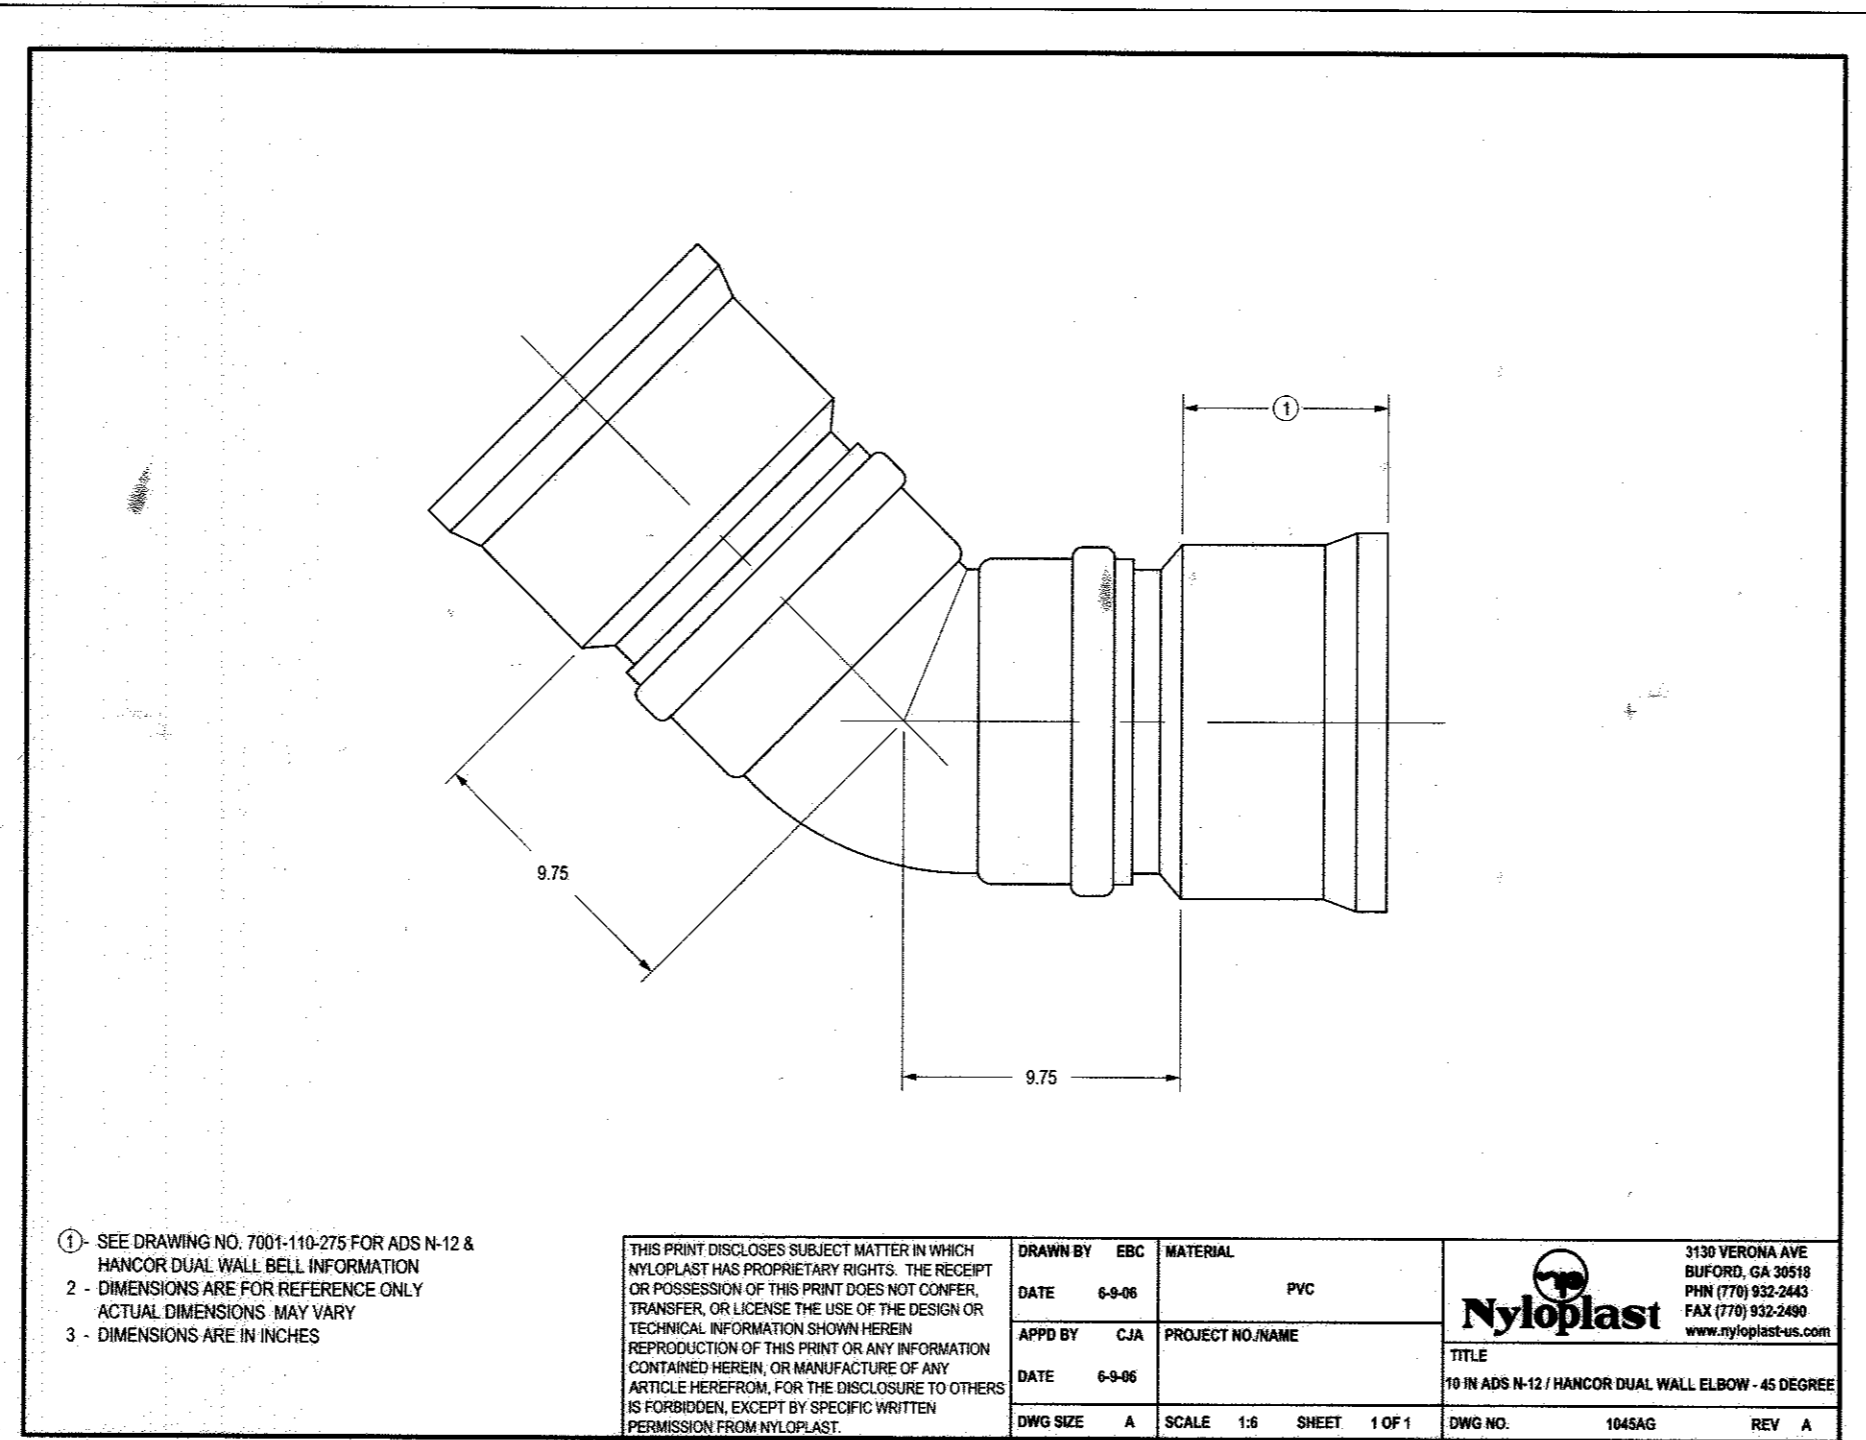 1
9.75
9.75
1 - SEE DRAWING NO. 7001-110-275 FOR ADS N-12 &
HANCOR DUAL WALL BELL INFORMATION
2 - DIMENSIONS ARE FOR REFERENCE ONLY
ACTUAL DIMENSIONS MAY VARY
3 - DIMENSIONS ARE IN INCHES
THIS PRINT DISCLOSES SUBJECT MATTER IN WHICH
NYLOPLAST HAS PROPRIETARY RIGHTS. THE RECEIPT
OR POSSESSION OF THIS PRINT DOES NOT CONFER,
TRANSFER, OR LICENSE THE USE OF THE DESIGN OR
TECHNICAL INFORMATION SHOWN HEREIN
REPRODUCTION OF THIS PRINT OR ANY INFORMATION
CONTAINED HEREIN, OR MANUFACTURE OF ANY
ARTICLE HEREFROM, FOR THE DISCLOSURE TO OTHERS
IS FORBIDDEN, EXCEPT BY SPECIFIC WRITTEN
PERMISSION FROM NYLOPLAST.
DRAWN BY EBC
DATE 6-9-06
APPD BY CJA
DATE 6-9-06
DWG SIZE A
MATERIAL
PVC
PROJECT NO./NAME
SCALE 1:6 SHEET 1 OF 1
Nyloplast
3130 VERONA AVE
BUFORD, GA 30518
PHN (770) 932-2443
FAX (770) 932-2490
www.nyloplast-us.com
TITLE
10 IN ADS N-12 / HANCOR DUAL WALL ELBOW - 45 DEGREE
DWG NO. 1045AG REV A